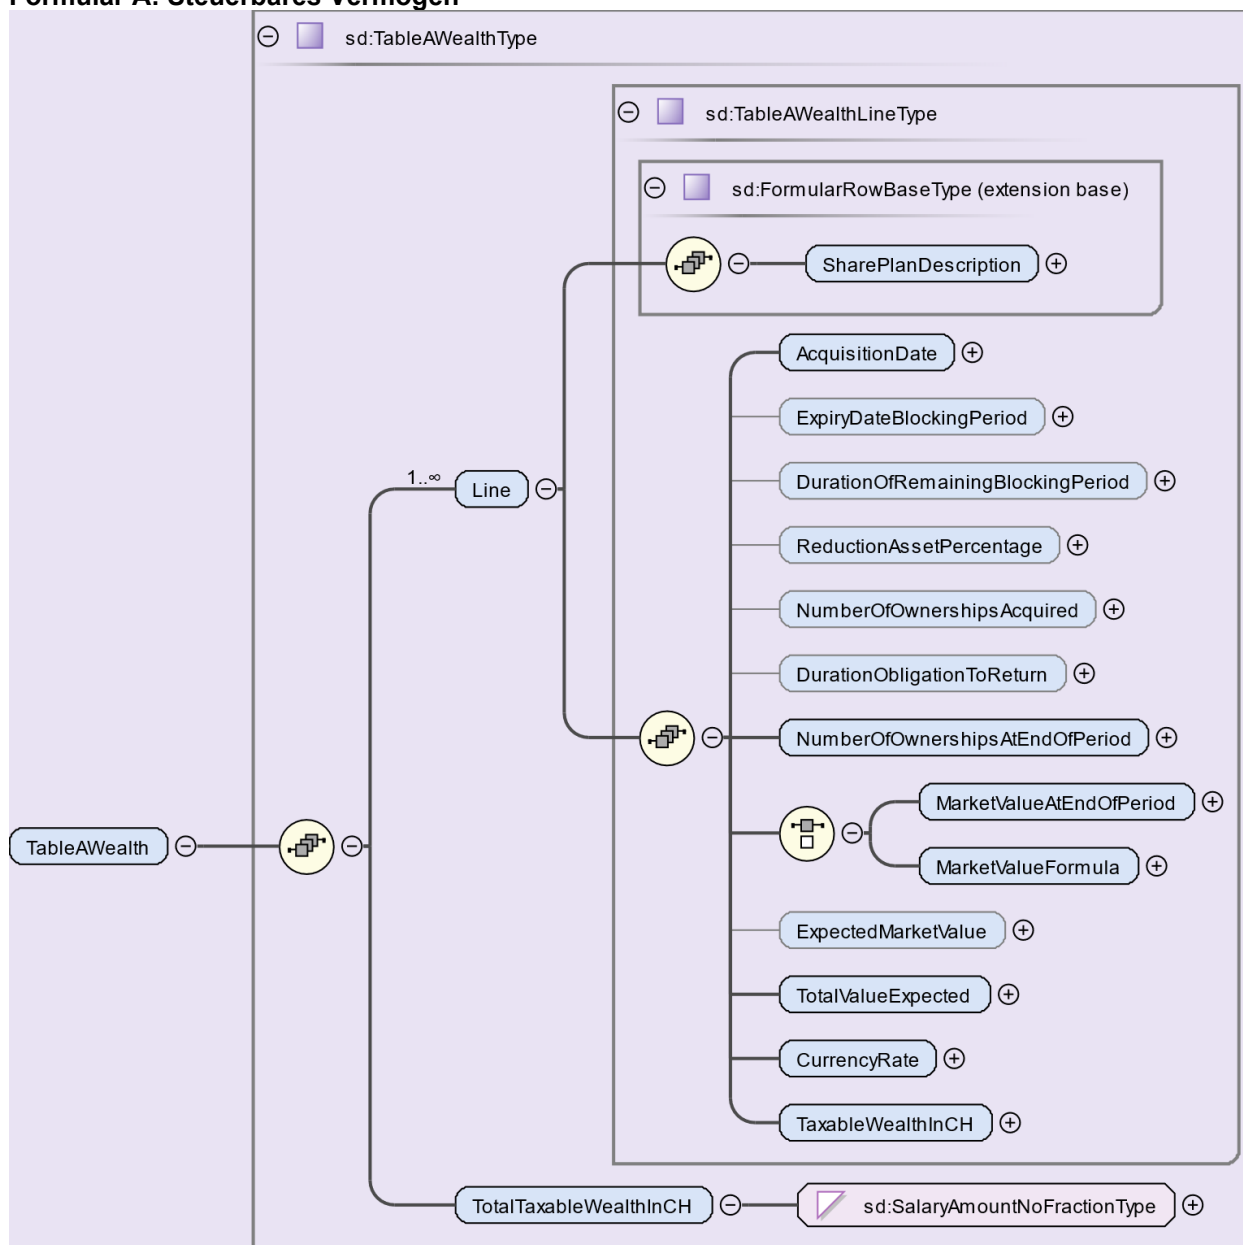 Formular A: Steuerbares Vermögen
sd:TableAWealthType
sd:TableAWealthLineType
sd:FormularRowBaseType (extension base)
SharePlanDescription
AcquisitionDate
ExpiryDateBlockingPeriod
DurationOfRemainingBlockingPeriod
1..∞
Line
ReductionAssetPercentage
NumberOfOwnershipsAcquired
DurationObligationToReturn
NumberOfOwnershipsAtEndOfPeriod
MarketValueAtEndOfPeriod
TableAWealth
MarketValueFormula
ExpectedMarketValue
TotalValueExpected
CurrencyRate
TaxableWealthInCH
TotalTaxableWealthInCH
sd:SalaryAmountNoFractionType